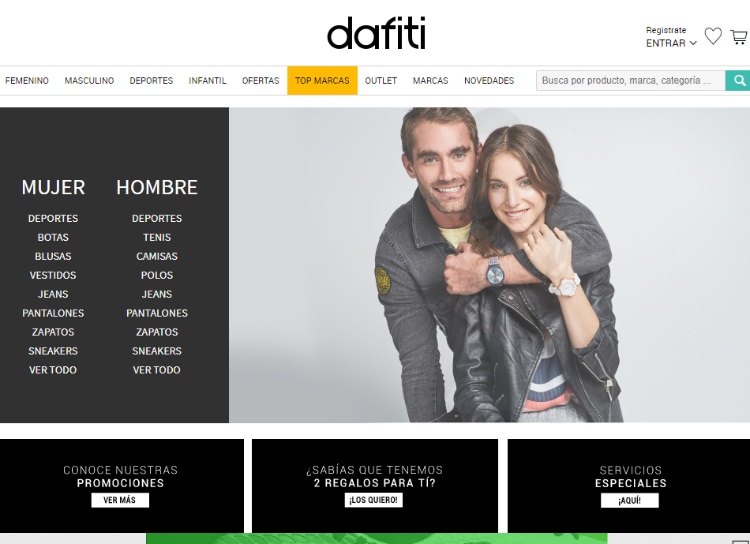 dafiti
Registrate
ENTRAR
FEMENINO MASCULINO DEPORTES INFANTIL OFERTAS TOP MARCAS OUTLET MARCAS NOVEDADES
Busca por producto, marca, categoría ...
MUJER
DEPORTES
BOTAS
BLUSAS
VESTIDOS
JEANS
PANTALONES
ZAPATOS
SNEAKERS
VER TODO
HOMBRE
DEPORTES
TENIS
CAMISAS
POLOS
JEANS
PANTALONES
ZAPATOS
SNEAKERS
VER TODO
CONOCE NUESTRAS
PROMOCIONES
VER MÁS
¿SABÍAS QUE TENEMOS
2 REGALOS PARA TÍ?
¡LOS QUIERO!
SERVICIOS
ESPECIALES
¡AQUÍ!